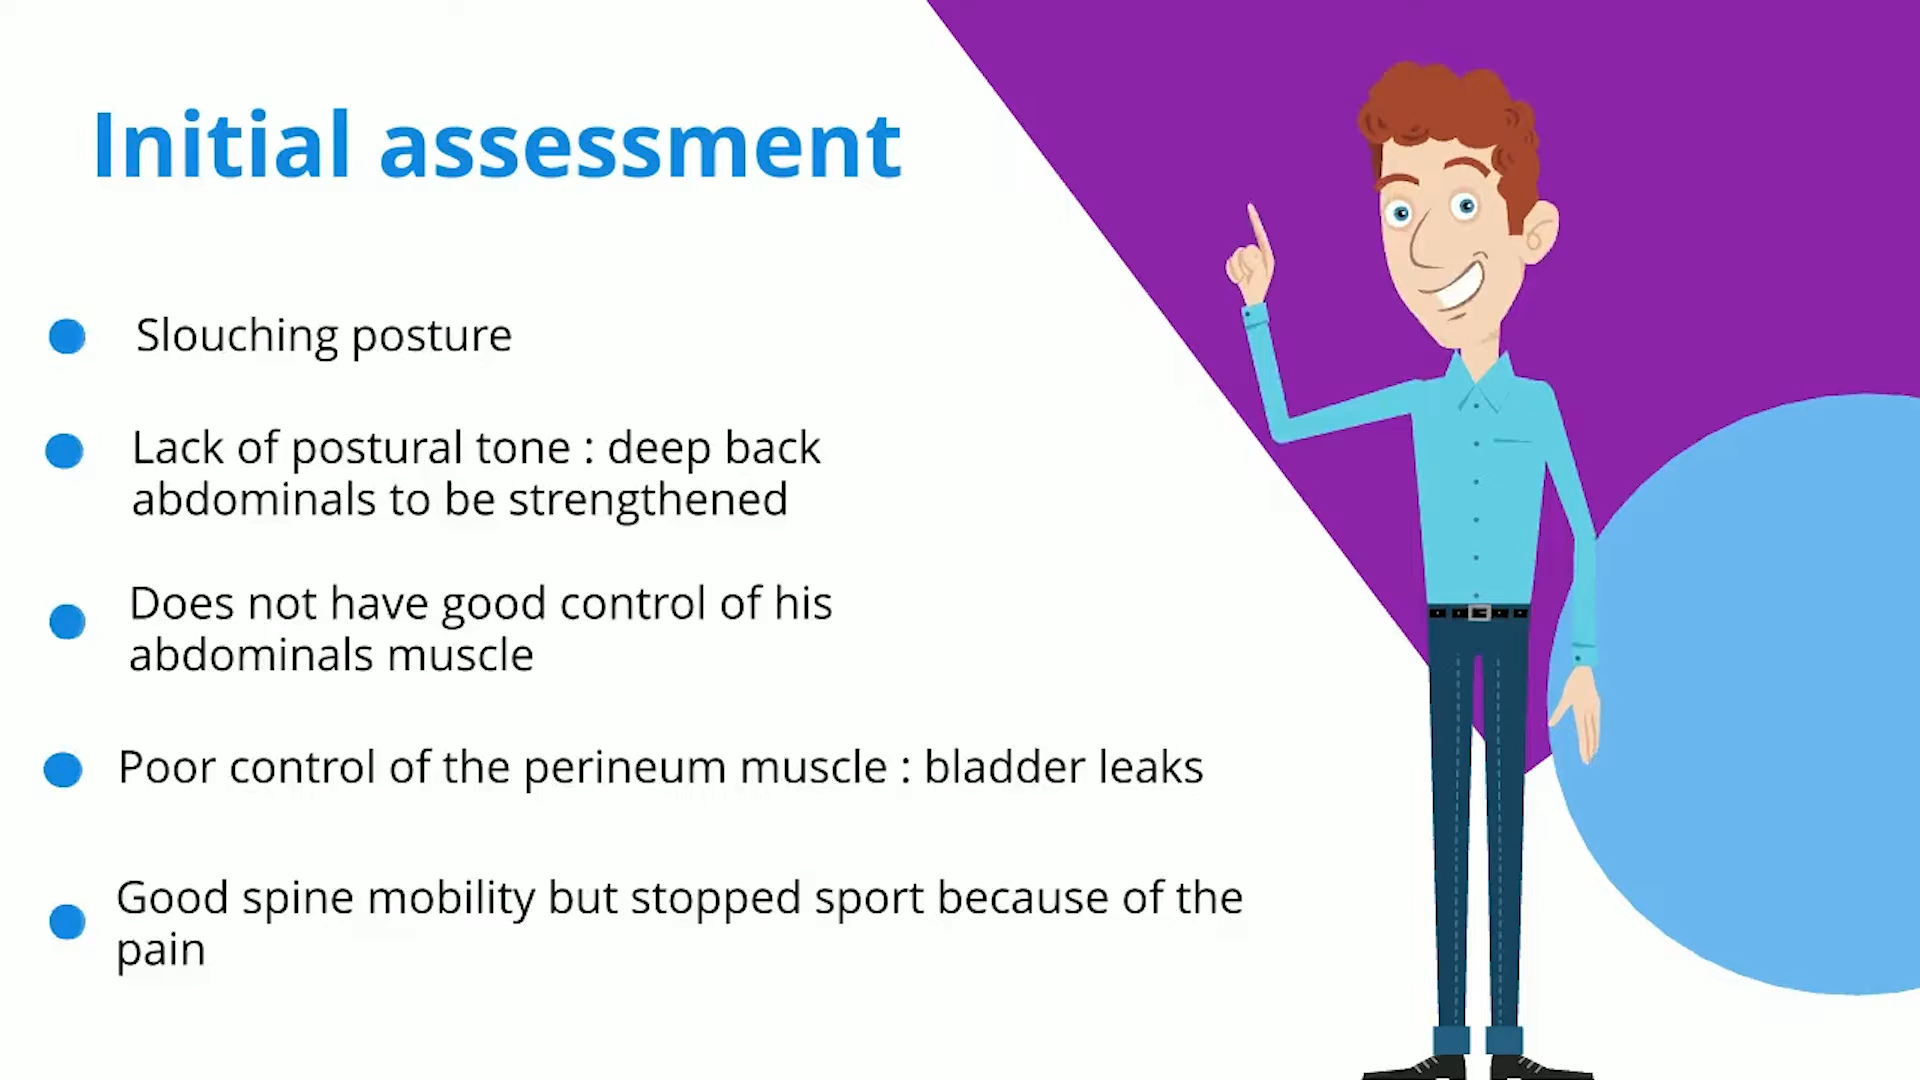 Initial assessment
Slouching posture
Lack of postural tone : deep back
abdominals to be strengthened
Does not have good control of his
abdominals muscle
Poor control of the perineum muscle : bladder leaks
Good spine mobility but stopped sport because of the
pain